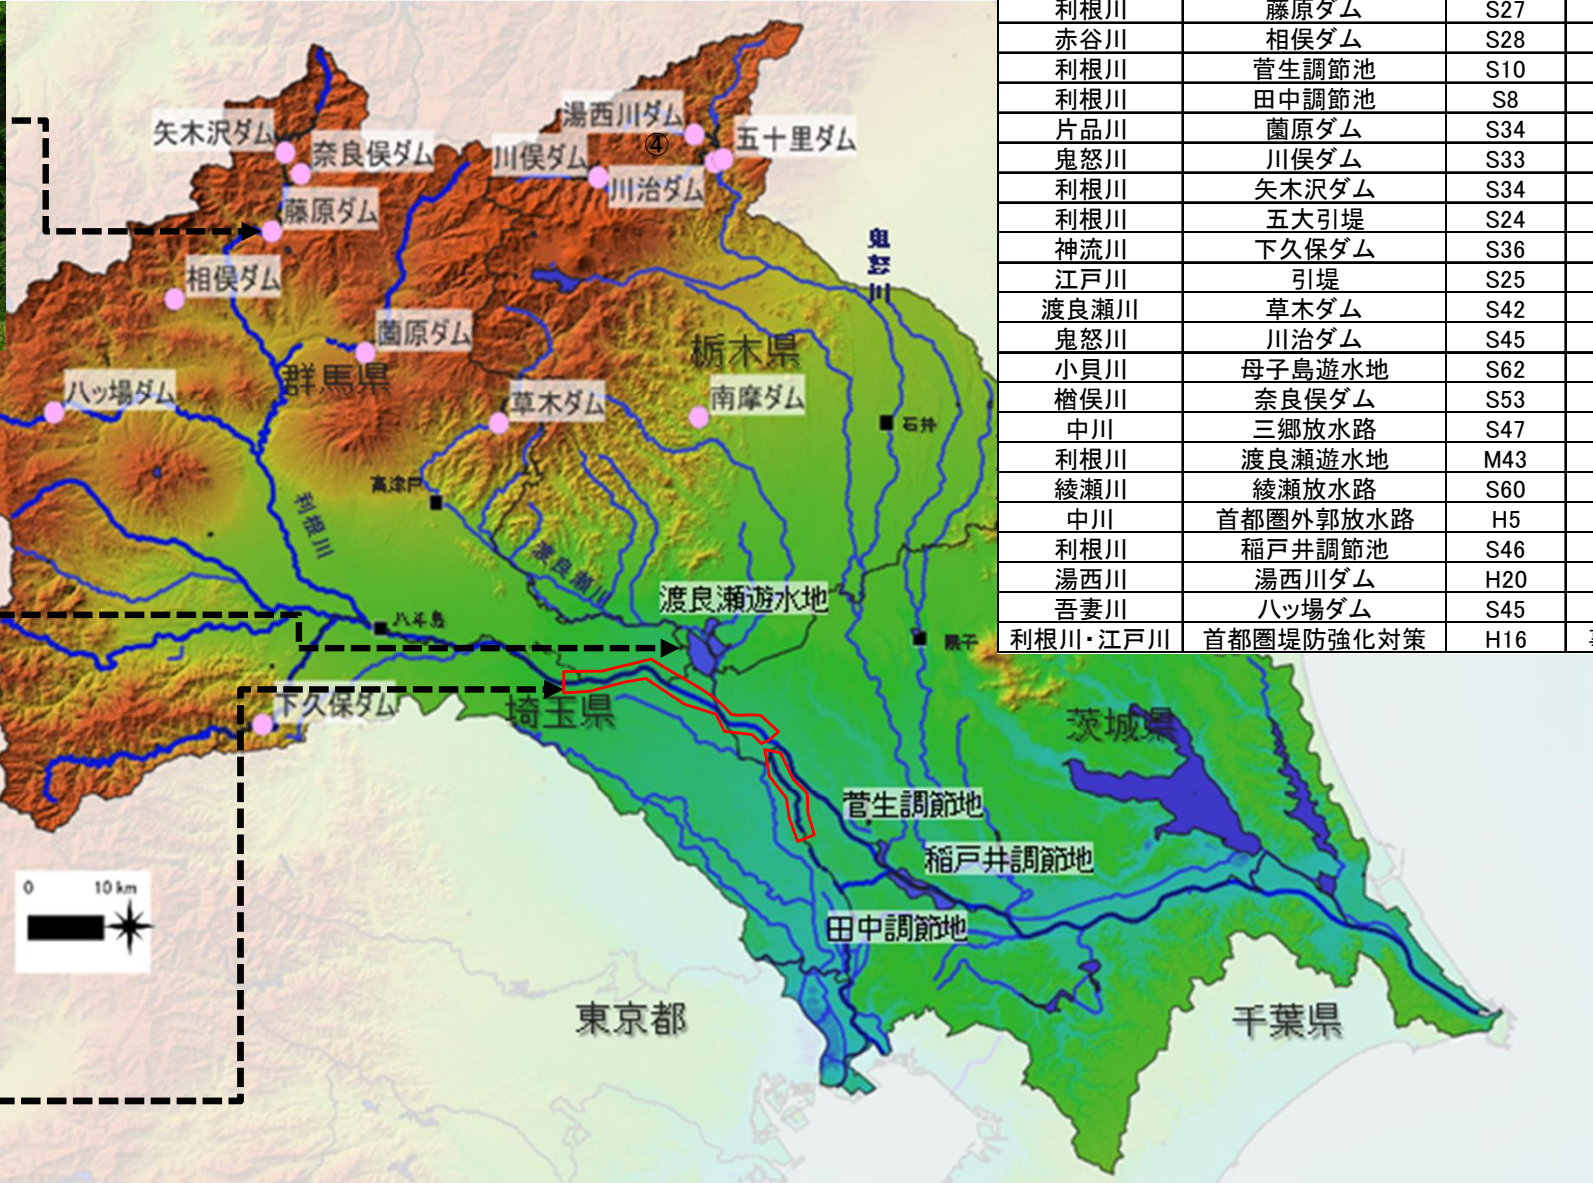 利根川 藤原ダム S27
赤谷川 相俣ダム S28
利根川 菅生調節池 S10
利根川 田中調節池 S8
片品川 薗原ダム S34
鬼怒川 川俣ダム S33
利根川 矢木沢ダム S34
利根川 五大引堤 S24
神流川 下久保ダム S36
江戸川 引堤 S25
渡良瀬川 草木ダム S42
鬼怒川 川治ダム S45
小貝川 母子島遊水地 S62
楢俣川 奈良俣ダム S53
中川 三郷放水路 S47
利根川 渡良瀬遊水地 M43
綾瀬川 綾瀬放水路 S60
中川 首都圏外郭放水路 H5
利根川 稲戸井調節池 S46
湯西川 湯西川ダム H20
吾妻川 八ッ場ダム S45
利根川・江戸川 首都圏堤防強化対策 H16
湯西川ダム
④
矢木沢ダム
奈良俣ダム
川俣ダム
五十里ダム
川治ダム
藤原ダム
鬼怒川
相俣ダム
薗原ダム
栃木県
群馬県
八ッ場ダム
草木ダム
南摩ダム
石井
高津戸
利根川
渡良瀬川
渡良瀬遊水地
八斗島
黒子
下久保ダム
埼玉県
茨城県
菅生調節地
稲戸井調節地
田中調節地
0 10km
東京都
千葉県